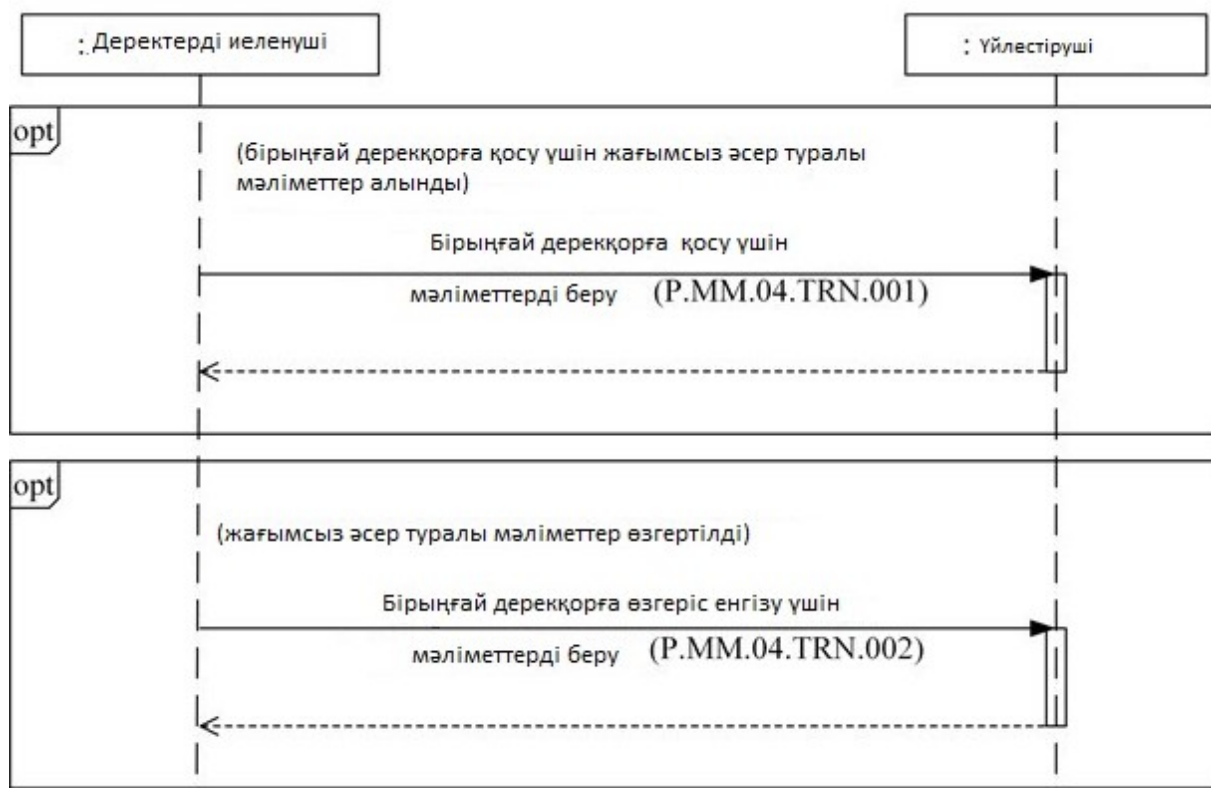 : Деректерді иеленуші
: Үйлестіруші
opt
(бірыңғай дерекқорға қосу үшін жағымсыз әсер туралы
мәліметтер алынды)
Бірыңғай дерекқорға қосу үшін
мәліметтерді беру (P.MM.04.TRN.001)
opt
(жағымсыз әсер туралы мәліметтер өзгертілді)
Бірыңғай дерекқорға өзгеріс енгізу үшін
мәліметтерді беру (P.MM.04.TRN.002)